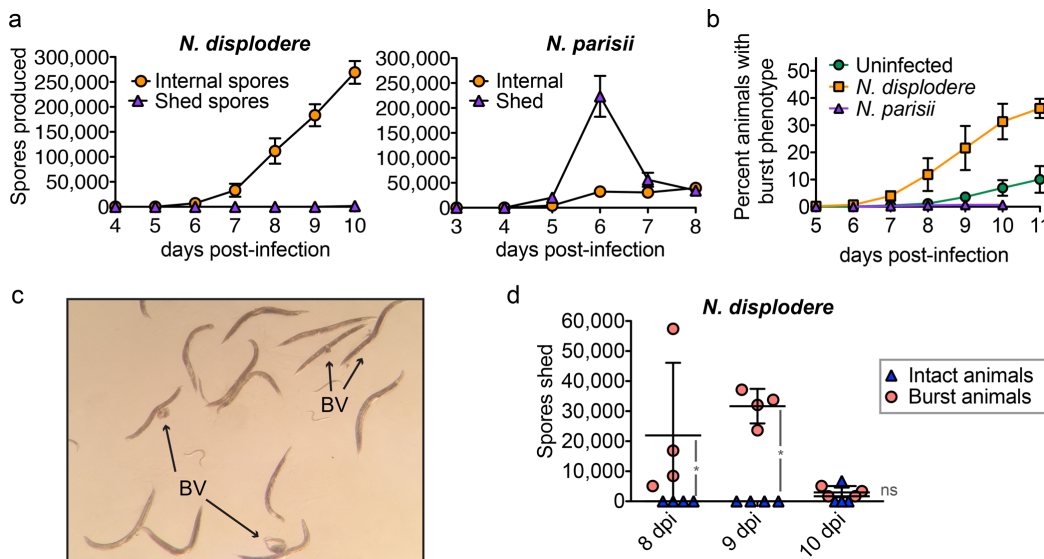 a
N. displodere
Spores produced
300,000
250,000
200,000
150,000
100,000
50,000
0
Internal spores
Shed spores
4 5 6 7 8 9 10
days post-infection
N. parisii
300,000
250,000
200,000
150,000
100,000
50,000
0
Internal
Shed
3 4 5 6 7 8
days post-infection
b
Percent animals with
burst phenotype
50
40
30
20
10
0
Uninfected
N. displodere
N. parisii
5 6 7 8 9 10 11
days post-infection
c
BV
BV
d
N. displodere
Spores shed
60,000
50,000
40,000
30,000
20,000
10,000
0
*
*
ns
8 dpi
9 dpi
10 dpi
Intact animals
Burst animals